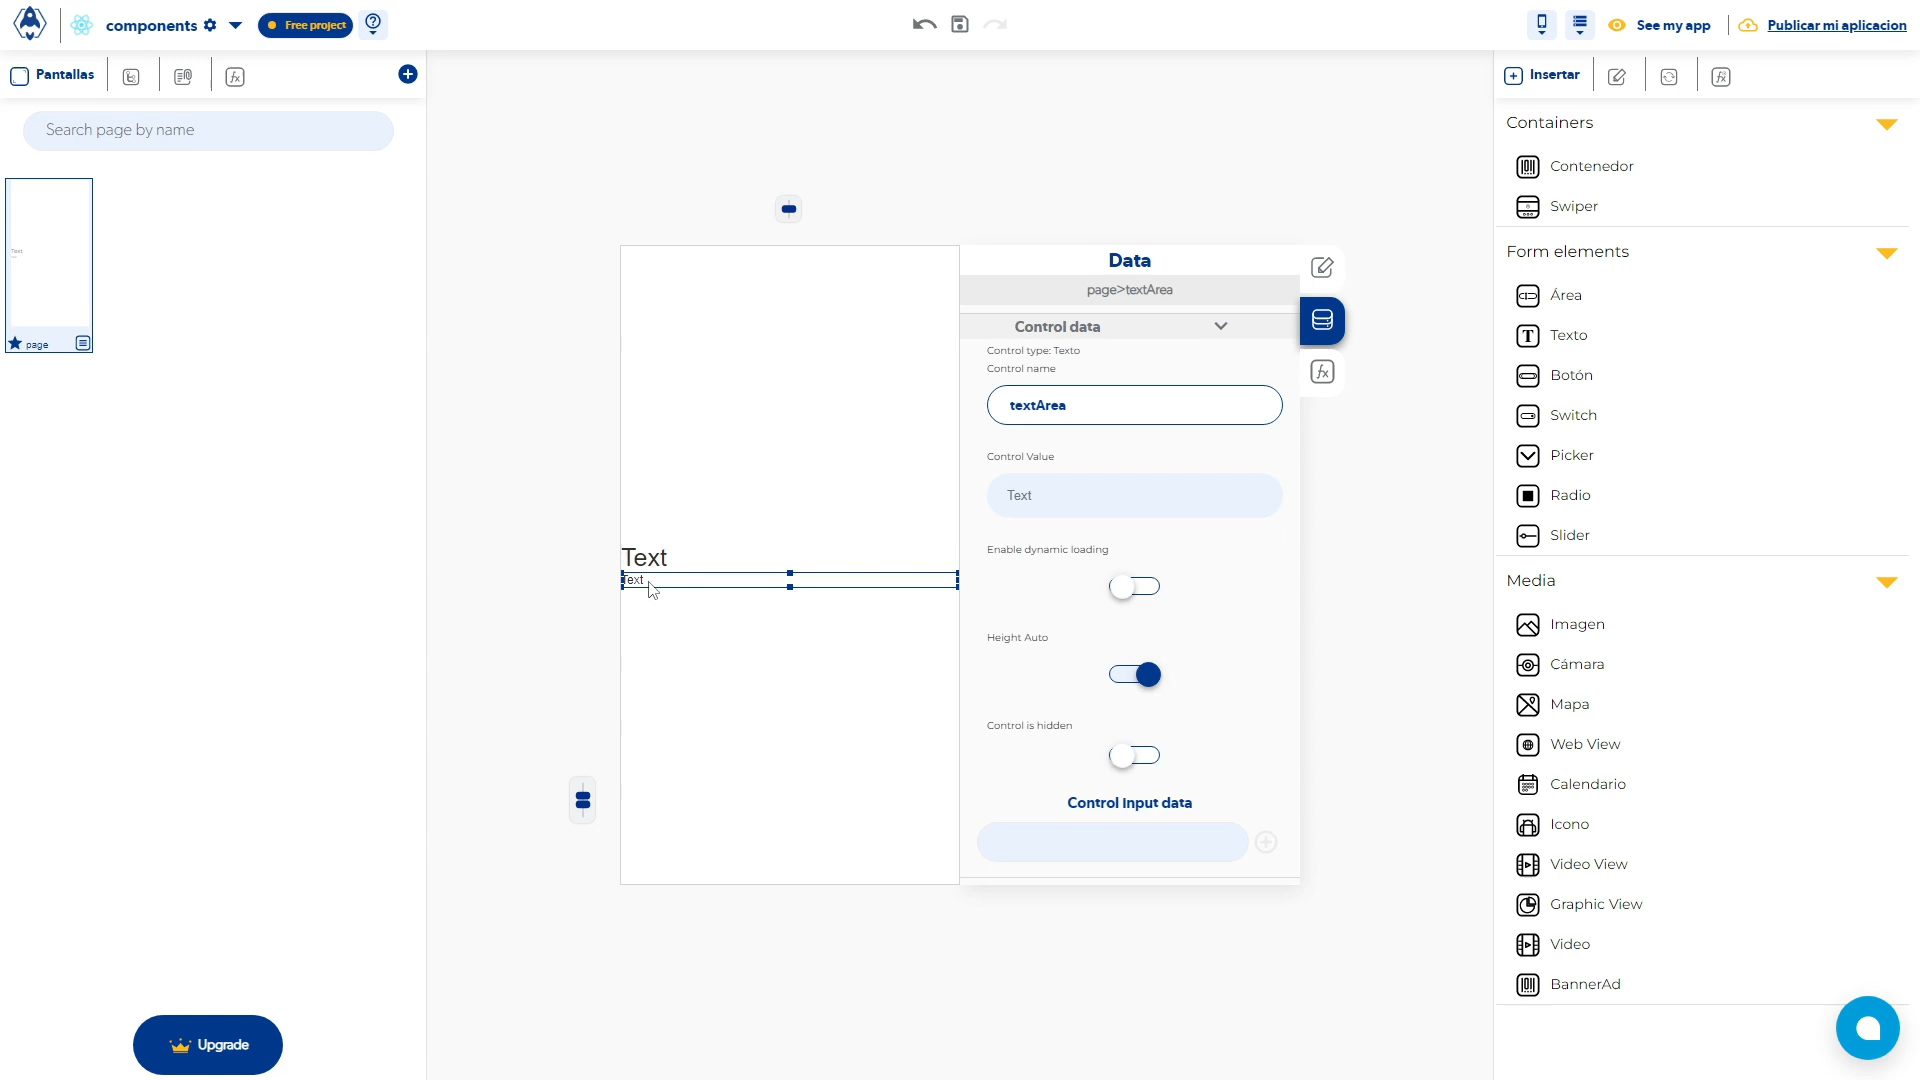 components
Free project
See my app
Publicar mi aplicacion
Pantallas
Insertar
Search page by name
Containers
Contenedor
Swiper
Form elements
Área
Texto
Botón
Switch
Picker
Radio
Slider
Media
Imagen
Cámara
Mapa
Web View
Calendario
Icono
Video View
Graphic View
Video
BannerAd
page
Text
Text
Data
page>textArea
Control data
Control type: Texto
Control name
textArea
Control Value
Text
Enable dynamic loading
Height Auto
Control is hidden
Control input data
Upgrade